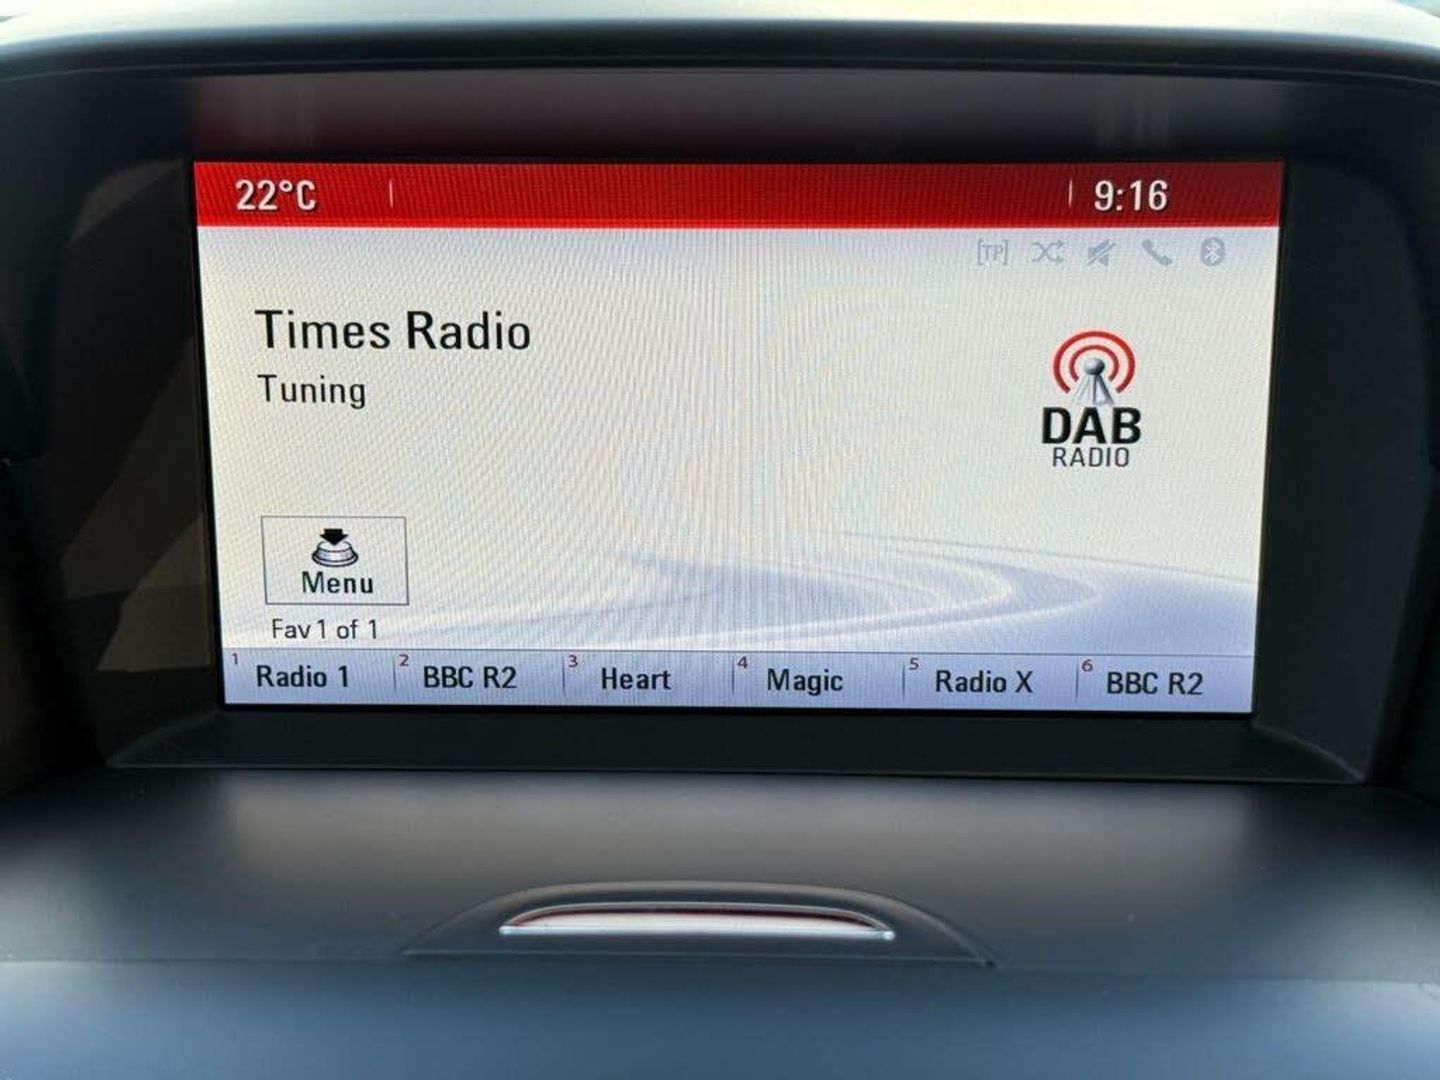 22°C 9:16
[TP]
Times Radio
Tuning
DAB
RADIO
Menu
Fav 1 of 1
1 Radio 1 2 BBC R2 3 Heart 4 Magic 5 Radio X 6 BBC R2